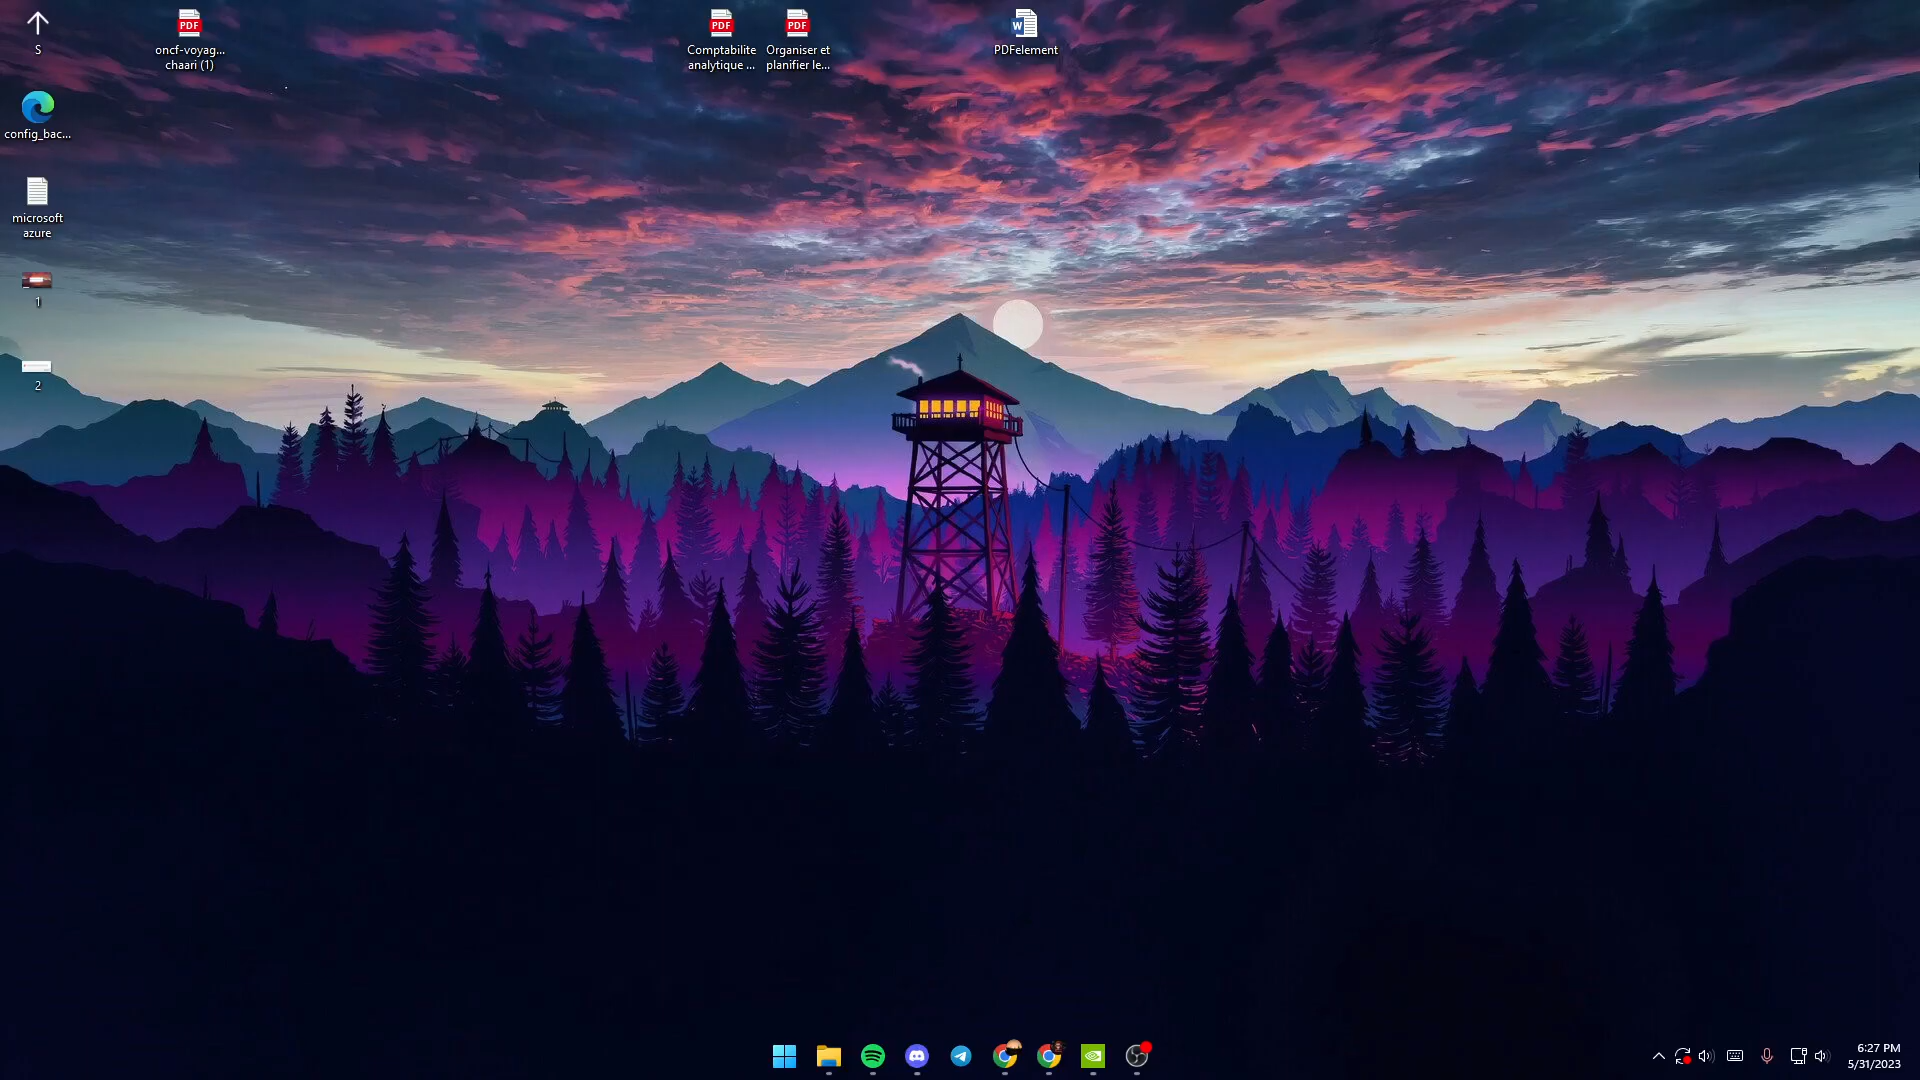 S
PDF
oncf-voyag...
chaari (1)
PDF
Comptabilite
analytique ...
PDF
Organiser et
planifier le...
W
PDFelement
config_bac...
microsoft
azure
1
2
6:27 PM
5/31/2023